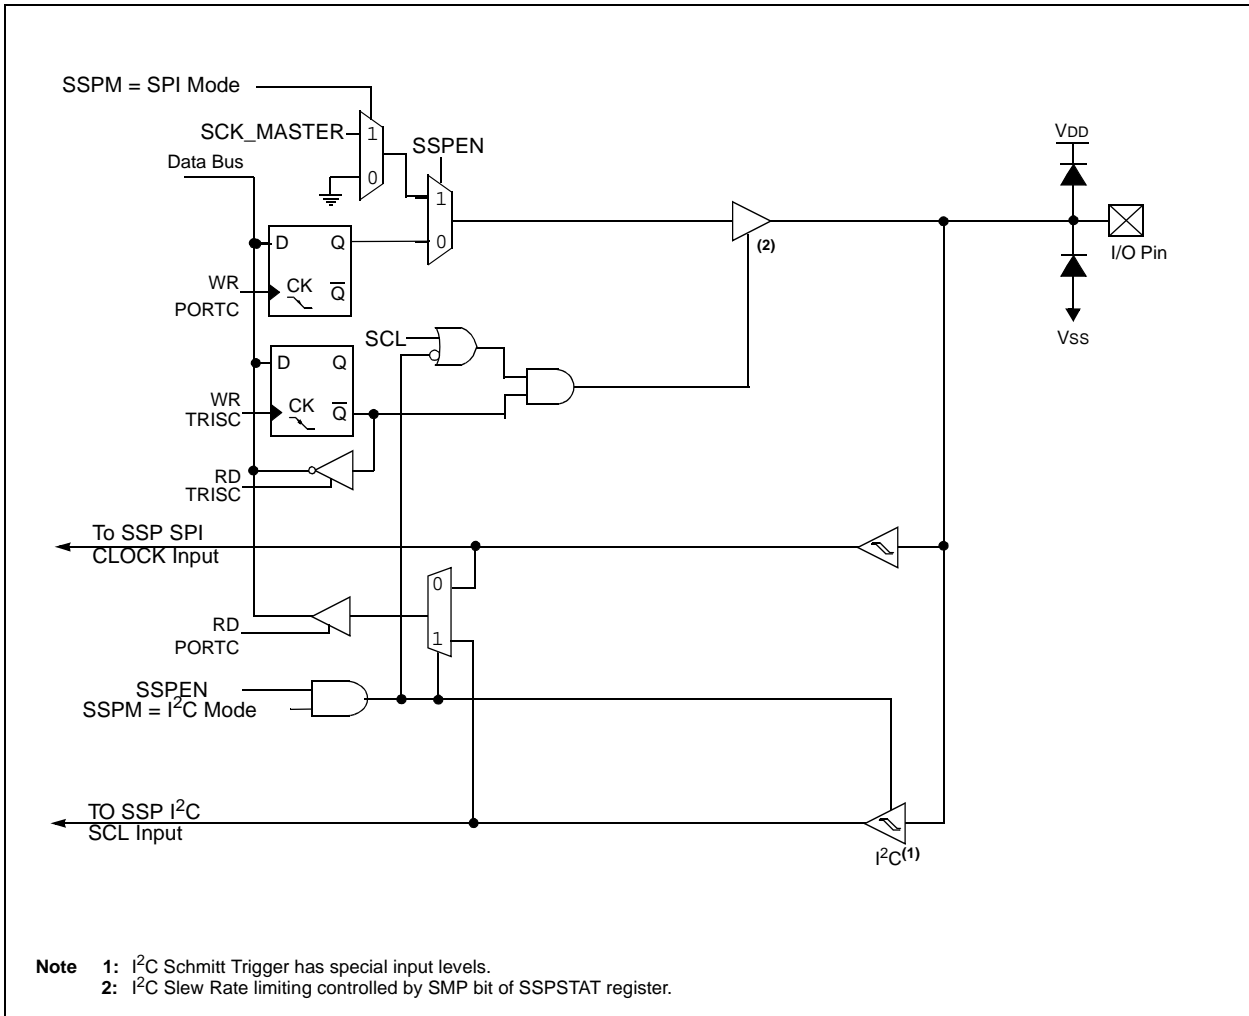 SSPM = SPI Mode
SCK_MASTER
1
0
SSPEN
1
0
Data Bus
VDD
I/O Pin
VSS
(2)
D Q
CK Q
WR
PORTC
SCL
D Q
CK Q
WR
TRISC
RD
TRISC
To SSP SPI
CLOCK Input
0
1
RD
PORTC
SSPEN
SSPM = I2C Mode
TO SSP I2C
SCL Input
I2C(1)
Note 1: I2C Schmitt Trigger has special input levels.
2: I2C Slew Rate limiting controlled by SMP bit of SSPSTAT register.